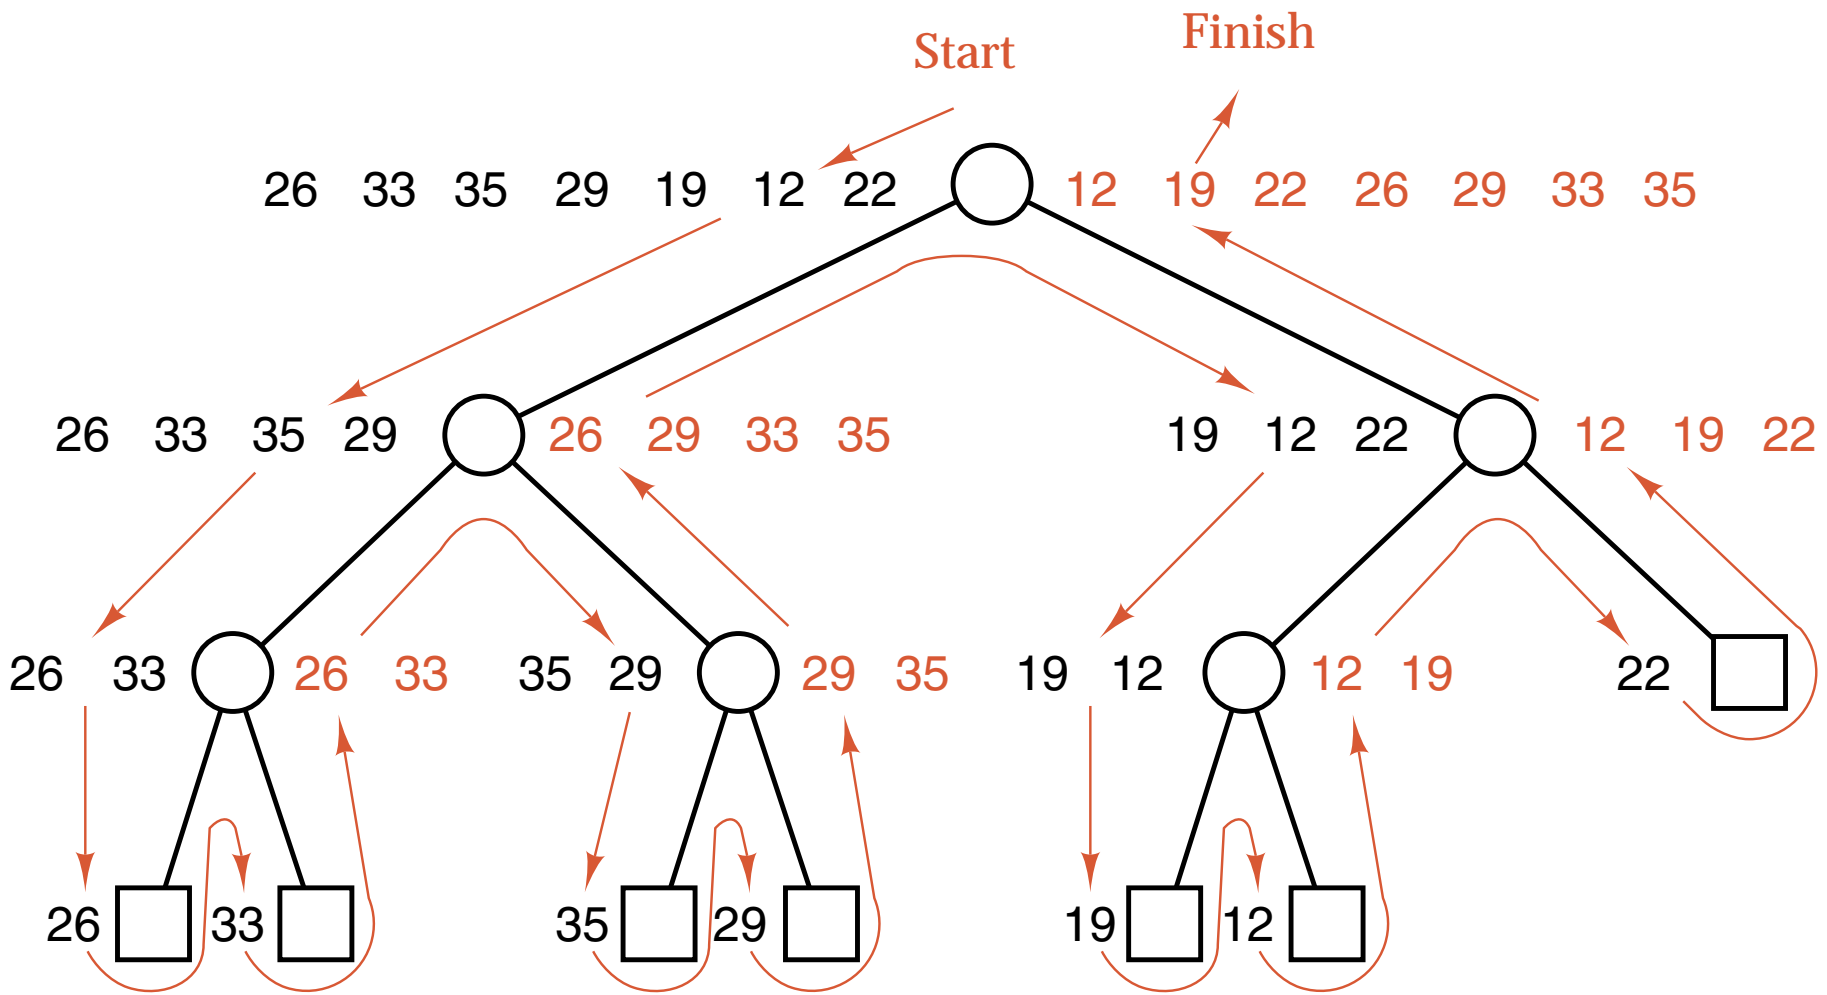 Finish
Start
26 33 35 29 19 12 22 12 19 22 26 29 33 35
26 33 35 29 26 29 33 35 19 12 22 12 19 22
26 33 26 33 35 29 29 35 19 12 12 19 22
26 33 35 29 19 12